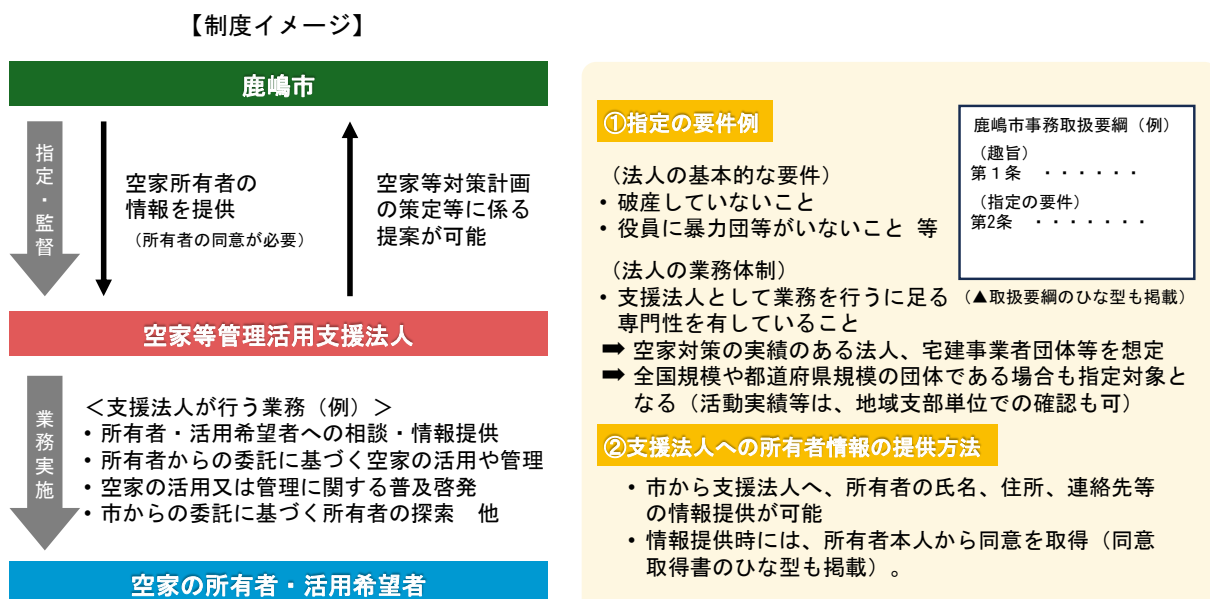 【制度イメージ】
鹿嶋市
指定・監督
空家所有者の
情報を提供
（所有者の同意が必要）
空家等対策計画
の策定等に係る
提案が可能
空家等管理活用支援法人
業務実施
＜支援法人が行う業務（例）＞
・所有者・活用希望者への相談・情報提供
・所有者からの委託に基づく空家の活用や管理
・空家の活用又は管理に関する普及啓発
・市からの委託に基づく所有者の探索　他
空家の所有者・活用希望者
①指定の要件例
（法人の基本的な要件）
・破産していないこと
・役員に暴力団等がいないこと 等
（法人の業務体制）
・支援法人として業務を行うに足る
専門性を有していること
➡ 空家対策の実績のある法人、宅建事業者団体等を想定
➡ 全国規模や都道府県規模の団体である場合も指定対象と
なる（活動実績等は、地域支部単位での確認も可）
鹿嶋市事務取扱要綱（例）
（趣旨）
第１条　・・・・・・
（指定の要件）
第2条　・・・・・・・
（▲取扱要綱のひな型も掲載）
②支援法人への所有者情報の提供方法
・市から支援法人へ、所有者の氏名、住所、連絡先等
の情報提供が可能
・情報提供時には、所有者本人から同意を取得（同意
取得書のひな型も掲載）。